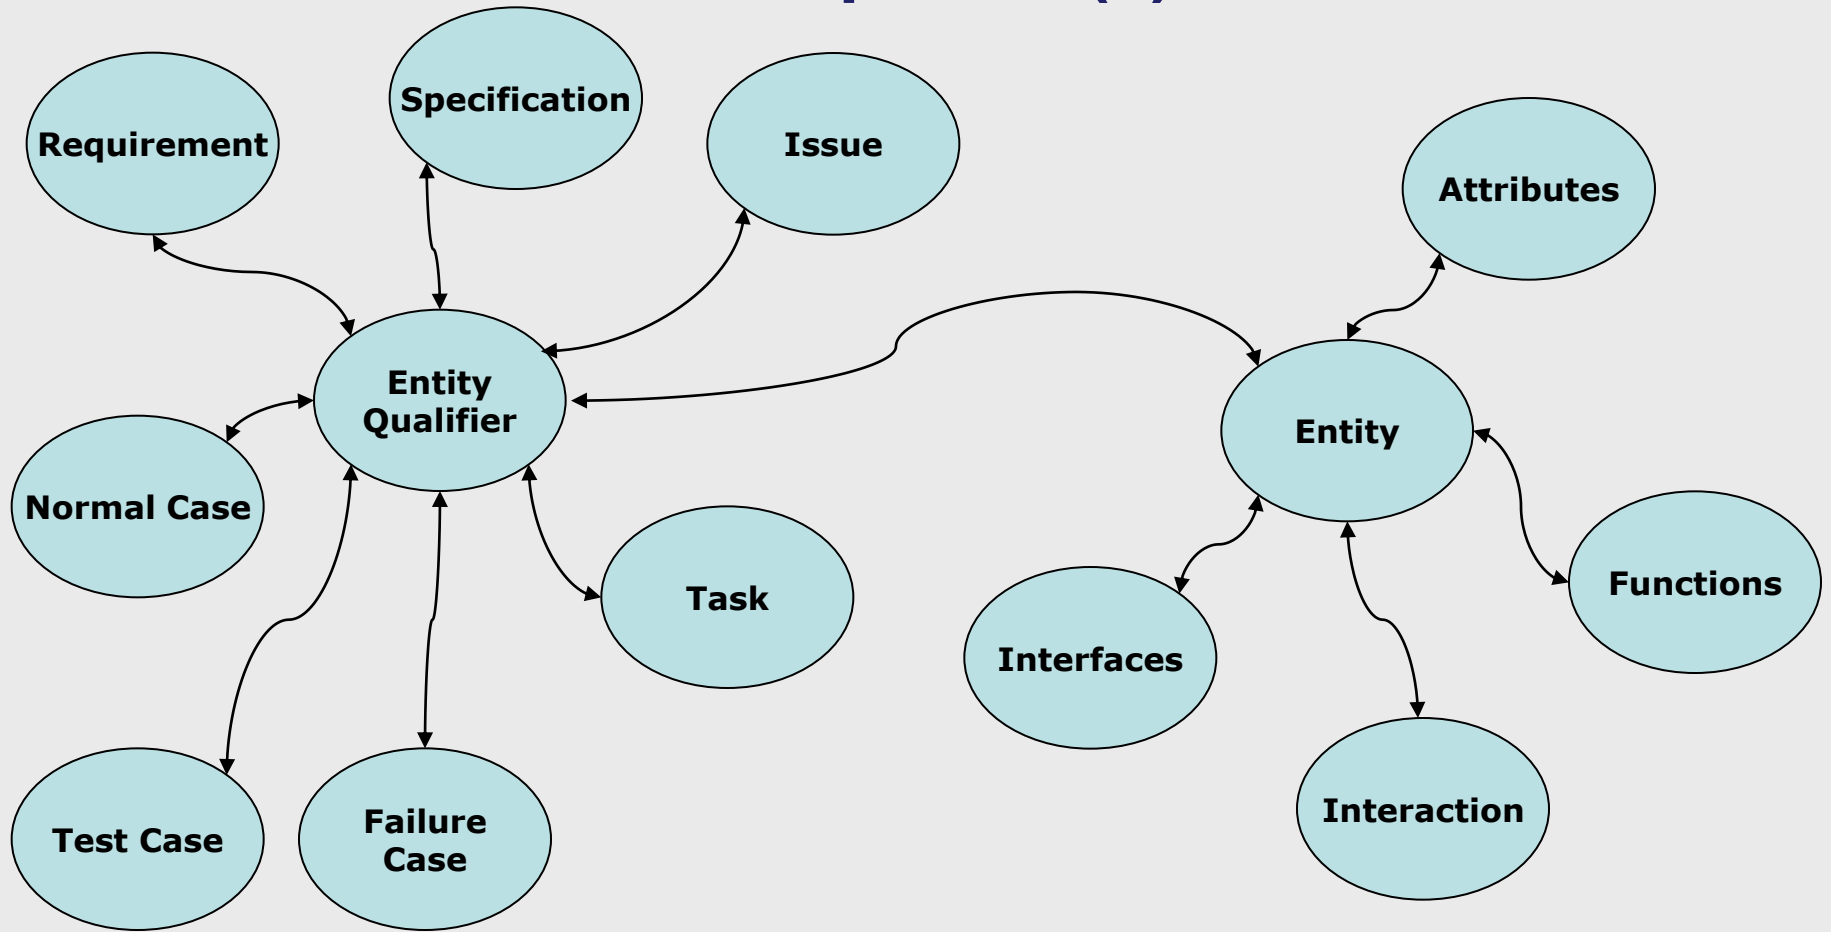 Specification
Requirement
Issue
Attributes
Entity
Qualifier
Entity
Normal Case
Task
Functions
Interfaces
Interaction
Test Case
Failure
Case